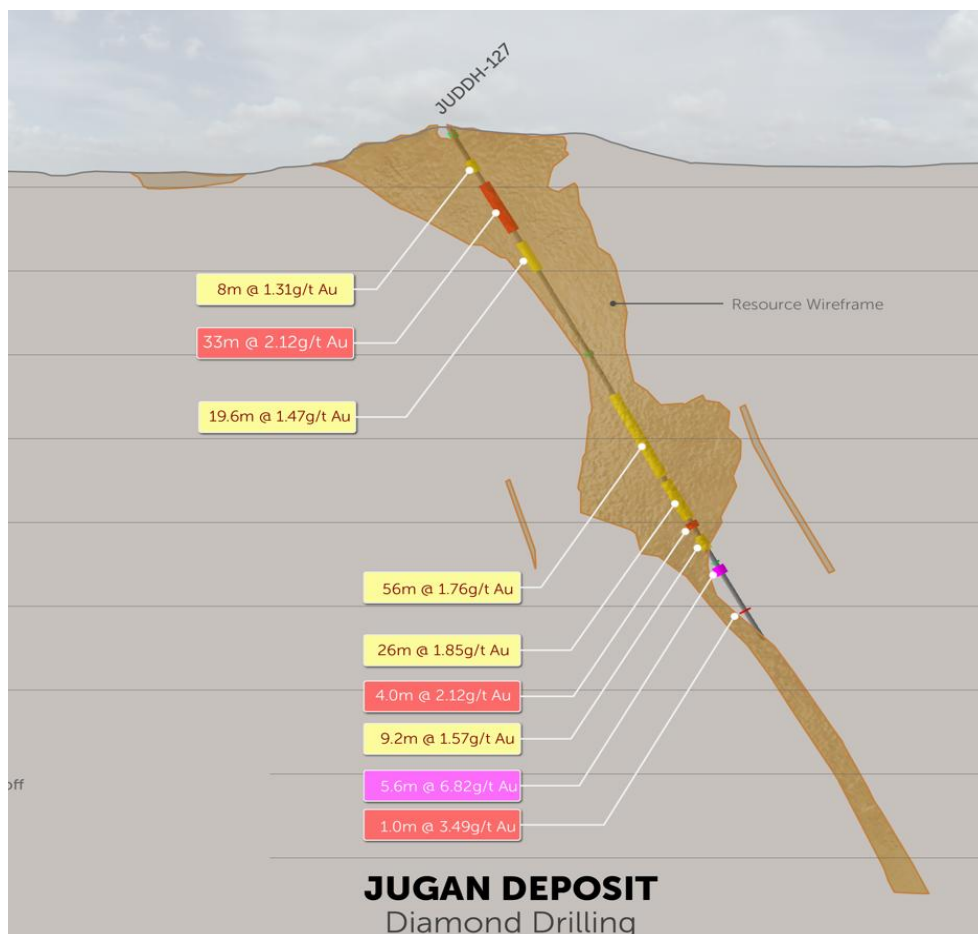 JUDDH-127
8m @ 1.31g/t Au
Resource Wireframe
33m @ 2.12g/t Au
19.6m @ 1.47g/t Au
56m @ 1.76g/t Au
26m @ 1.85g/t Au
4.0m @ 2.12g/t Au
9.2m @ 1.57g/t Au
off
5.6m @ 6.82g/t Au
1.0m @ 3.49g/t Au
JUGAN DEPOSIT
Diamond Drilling